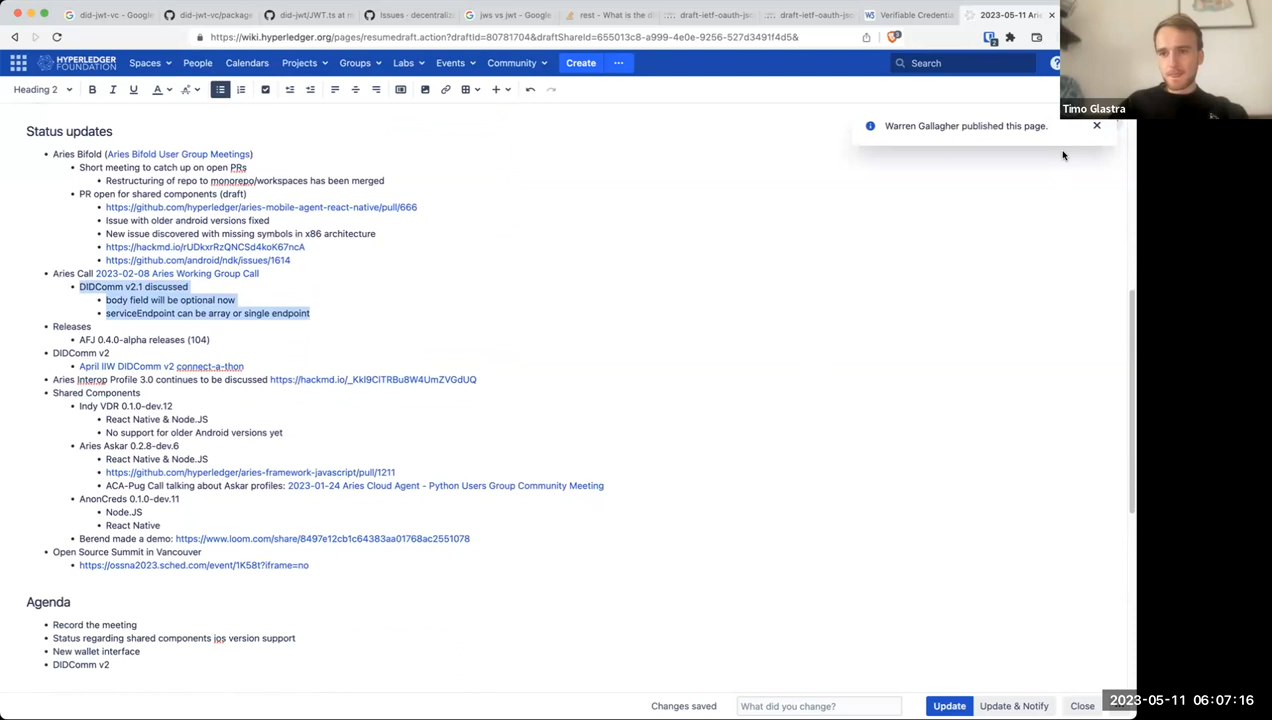 did-jwt-vc - Googl
did-jwt-vc/package
did-jwt/JWT.ts at m
Issues · decentraliz
jws vs jwt - Google
rest - What is the d
draft-ietf-oauth-jso
draft-ietf-oauth-jso
Verifiable Credentia
2023-05-11 Arie
https://wiki.hyperledger.org/pages/resumedraft.action?draftId=80781704&draftShareId=655013c8-a999-4e0e-9256-527d3491f4d5&
HYPERLEDGER FOUNDATION
Spaces
People
Calendars
Projects
Groups
Labs
Events
Community
Create
Search
Heading 2
B I U A
Timo Glastra
Warren Gallagher published this page.
Status updates
• Aries Bifold (Aries Bifold User Group Meetings)
• Short meeting to catch up on open PRs
• Restructuring of repo to monorepo/workspaces has been merged
• PR open for shared components (draft)
• https://github.com/hyperledger/aries-mobile-agent-react-native/pull/666
• Issue with older android versions fixed
• New issue discovered with missing symbols in x86 architecture
• https://hackmd.io/rUDkxrRzQNCSd4koK67ncA
• https://github.com/android/ndk/issues/1614
• Aries Call 2023-02-08 Aries Working Group Call
• DIDComm v2.1 discussed
• body field will be optional now
• serviceEndpoint can be array or single endpoint
• Releases
• AFJ 0.4.0-alpha releases (104)
• DIDComm v2
• April IIW DIDComm v2 connect-a-thon
• Aries Interop Profile 3.0 continues to be discussed https://hackmd.io/_KkI9ClTRBu8W4UmZVGdUQ
• Shared Components
• Indy VDR 0.1.0-dev.12
• React Native & Node.JS
• No support for older Android versions yet
• Aries Askar 0.2.8-dev.6
• React Native & Node.JS
• https://github.com/hyperledger/aries-framework-javascript/pull/1211
• ACA-Pug Call talking about Askar profiles: 2023-01-24 Aries Cloud Agent - Python Users Group Community Meeting
• AnonCreds 0.1.0-dev.11
• Node.JS
• React Native
• Berend made a demo: https://www.loom.com/share/8497e12cb1c64383aa01768ac2551078
• Open Source Summit in Vancouver
• https://ossna2023.sched.com/event/1K58t?iframe=no
Agenda
• Record the meeting
• Status regarding shared components ios version support
• New wallet interface
• DIDComm v2
Changes saved
What did you change?
Update
Update & Notify
Close
2023-05-11 06:07:16